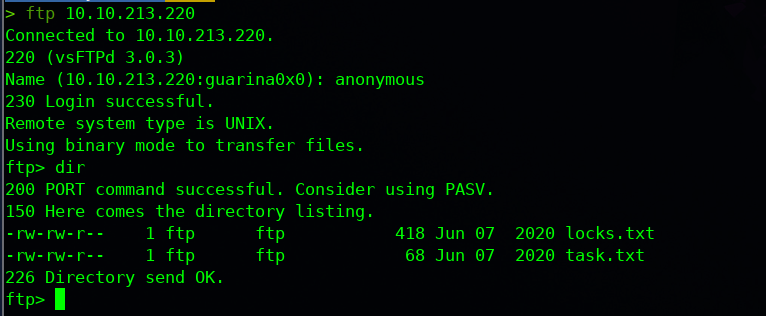 > ftp 10.10.213.220
Connected to 10.10.213.220.
220 (vsFTPd 3.0.3)
Name (10.10.213.220:guarina0x0): anonymous
230 Login successful.
Remote system type is UNIX.
Using binary mode to transfer files.
ftp> dir
200 PORT command successful. Consider using PASV.
150 Here comes the directory listing.
-rw-rw-r--    1 ftp      ftp           418 Jun 07  2020 locks.txt
-rw-rw-r--    1 ftp      ftp            68 Jun 07  2020 task.txt
226 Directory send OK.
ftp>